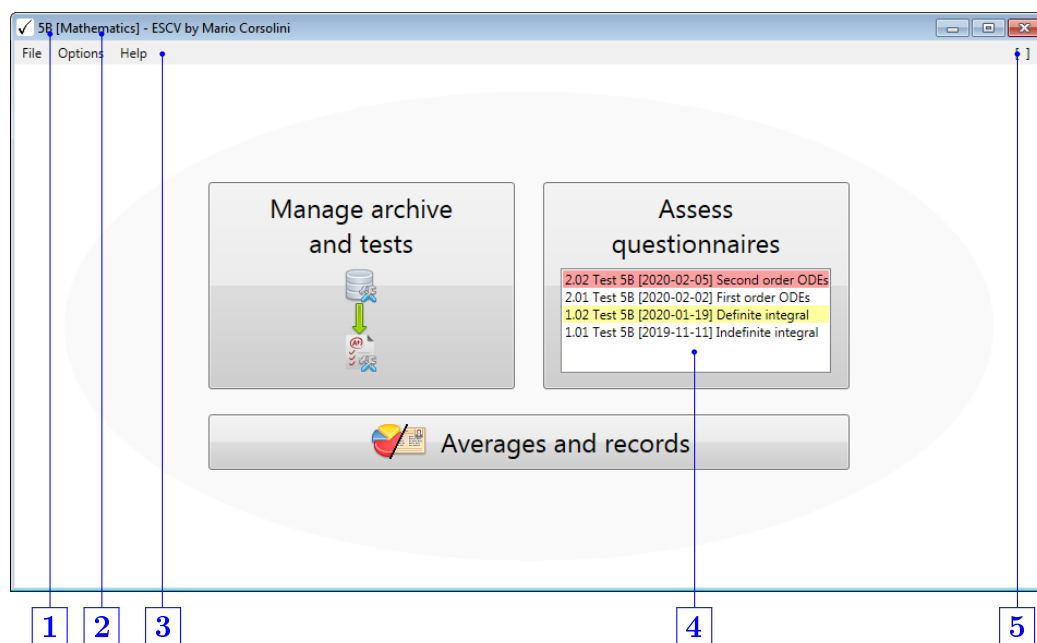 5B [Mathematics] - ESCV by Mario Corsolini
File Options Help [ ]
Manage archive
and tests
Assess
questionnaires
2.02 Test 5B [2020-02-05] Second order ODEs
2.01 Test 5B [2020-02-02] First order ODEs
1.02 Test 5B [2020-01-19] Definite integral
1.01 Test 5B [2019-11-11] Indefinite integral
A+
Averages and records
1 2 3 4 5